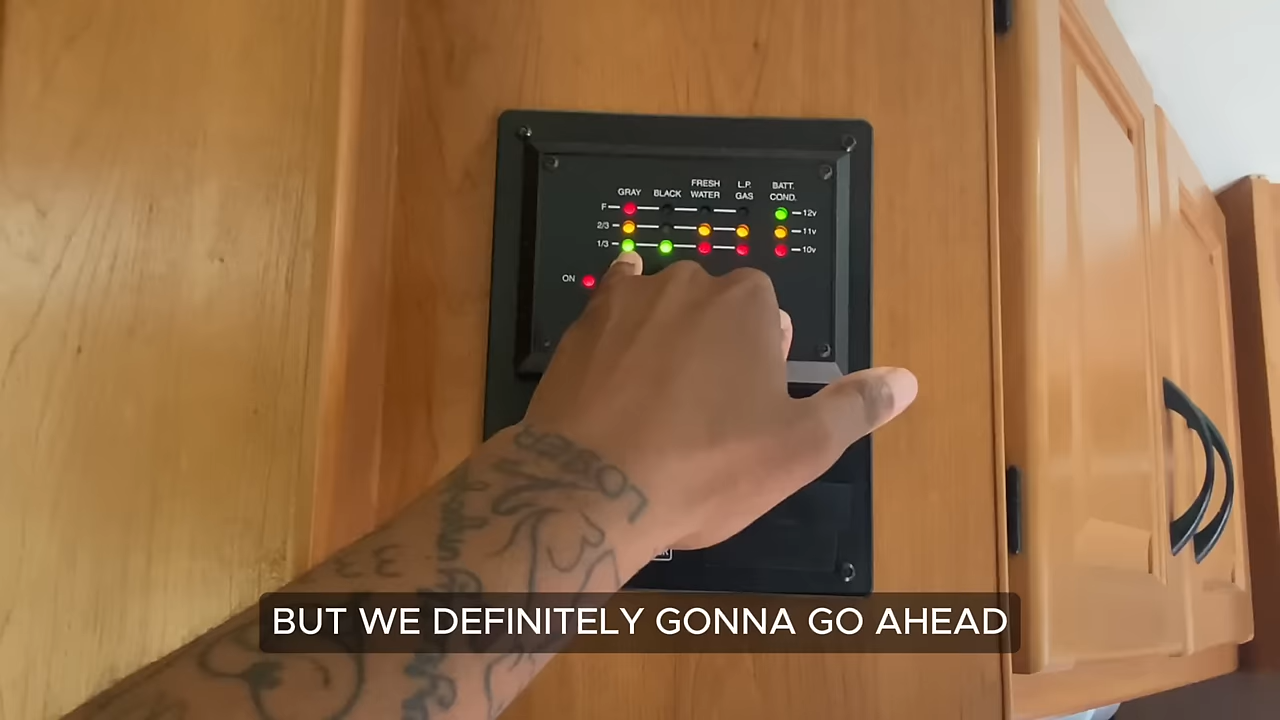 FRESH L.P. BATT.
GRAY BLACK WATER GAS COND.
F 12v
2/3 11v
1/3 10v
ON
BUT WE DEFINITELY GONNA GO AHEAD